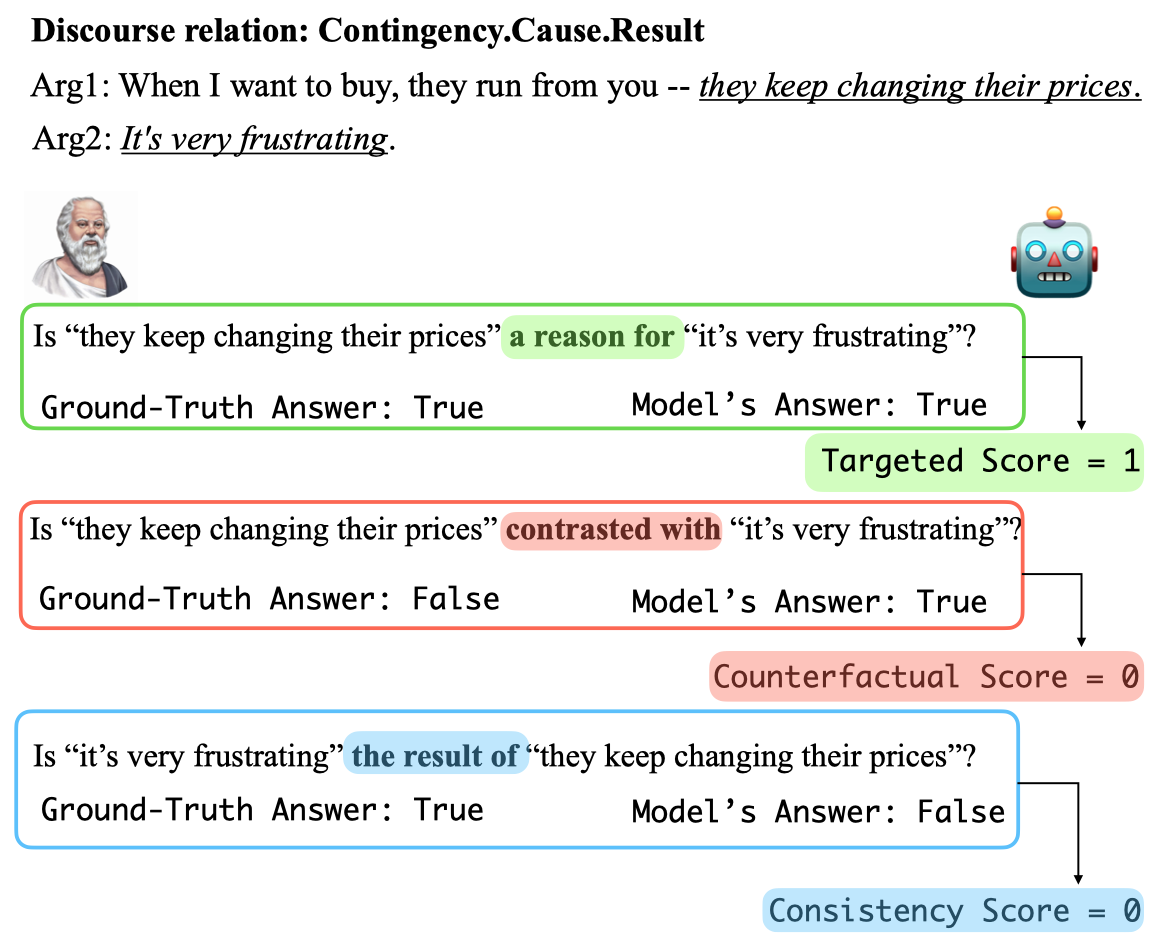 Discourse relation: Contingency.Cause.Result
Arg1: When I want to buy, they run from you -- they keep changing their prices.
Arg2: It's very frustrating.
Is “they keep changing their prices” a reason for “it’s very frustrating”?
Ground-Truth Answer: True
Model’s Answer: True
Targeted Score = 1
Is “they keep changing their prices” contrasted with “it’s very frustrating”?
Ground-Truth Answer: False
Model’s Answer: True
Counterfactual Score = 0
Is “it’s very frustrating” the result of “they keep changing their prices”?
Ground-Truth Answer: True
Model’s Answer: False
Consistency Score = 0